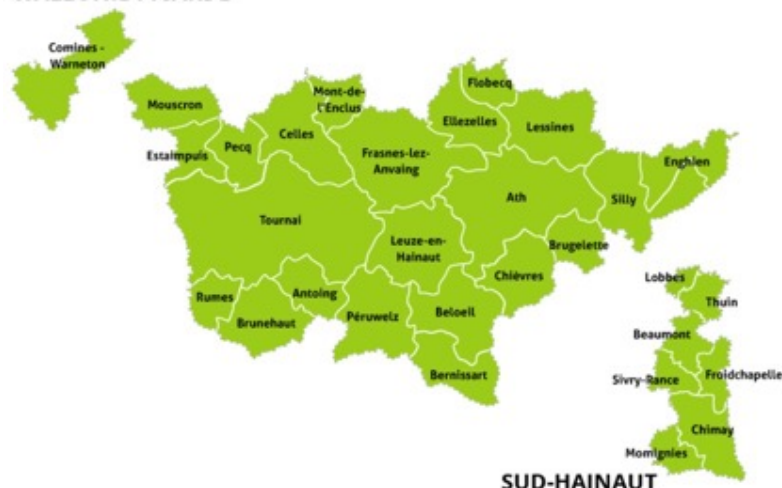 Comines -
Warneton
Mouscron
Mont-de-
l'Enclus
Flobecq
Estaimpuis
Pecq
Celles
Ellezelles
Lessines
Frasnes-lez-
Anvaing
Enghien
Ath
Silly
Tournai
Leuze-en-
Hainaut
Brugelette
Chièvres
Lobbes
Thuin
Rumes
Antoing
Brunehaut
Péruwelz
Beloeil
Beaumont
Bernissart
Sivry-Rance
Froidchapelle
Chimay
Momignies
SUD-HAINAUT